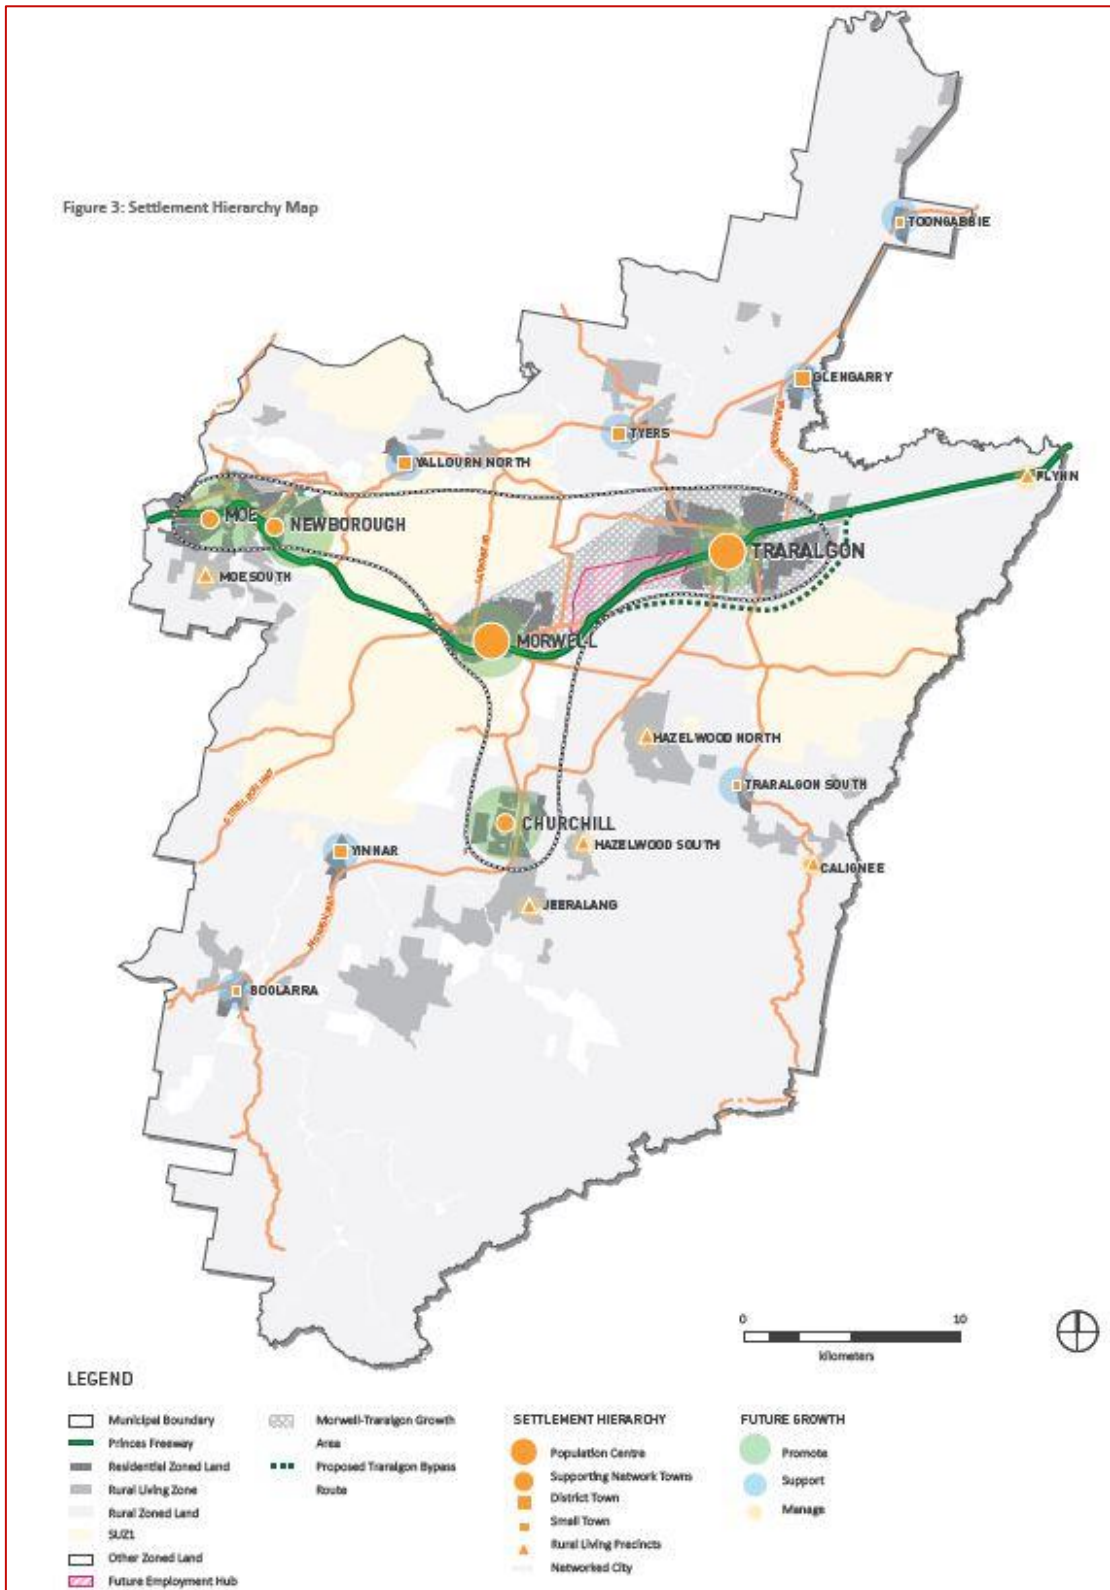 Figure 3: Settlement Hierarchy Map
TOONGABBIE
GLENGARRY
TYERS
YALLOURN NORTH
FLYNN
MOE
NEWBOROUGH
TRARALGON
MOE SOUTH
MORWELL
HAZELWOOD NORTH
TRARALGON SOUTH
CHURCHILL
HAZELWOOD SOUTH
YINNAR
CALIGNEE
JEERALANG
BOOLARRA
0 10
kilometers
LEGEND
Municipal Boundary
Princes Freeway
Residential Zoned Land
Rural Living Zone
Rural Zoned Land
SUZ1
Other Zoned Land
Future Employment Hub
Morwell-Traralgon Growth
Area
Proposed Traralgon Bypass
Route
SETTLEMENT HIERARCHY
Population Centre
Supporting Network Towns
District Town
Small Town
Rural Living Precincts
Networked City
FUTURE GROWTH
Promote
Support
Manage